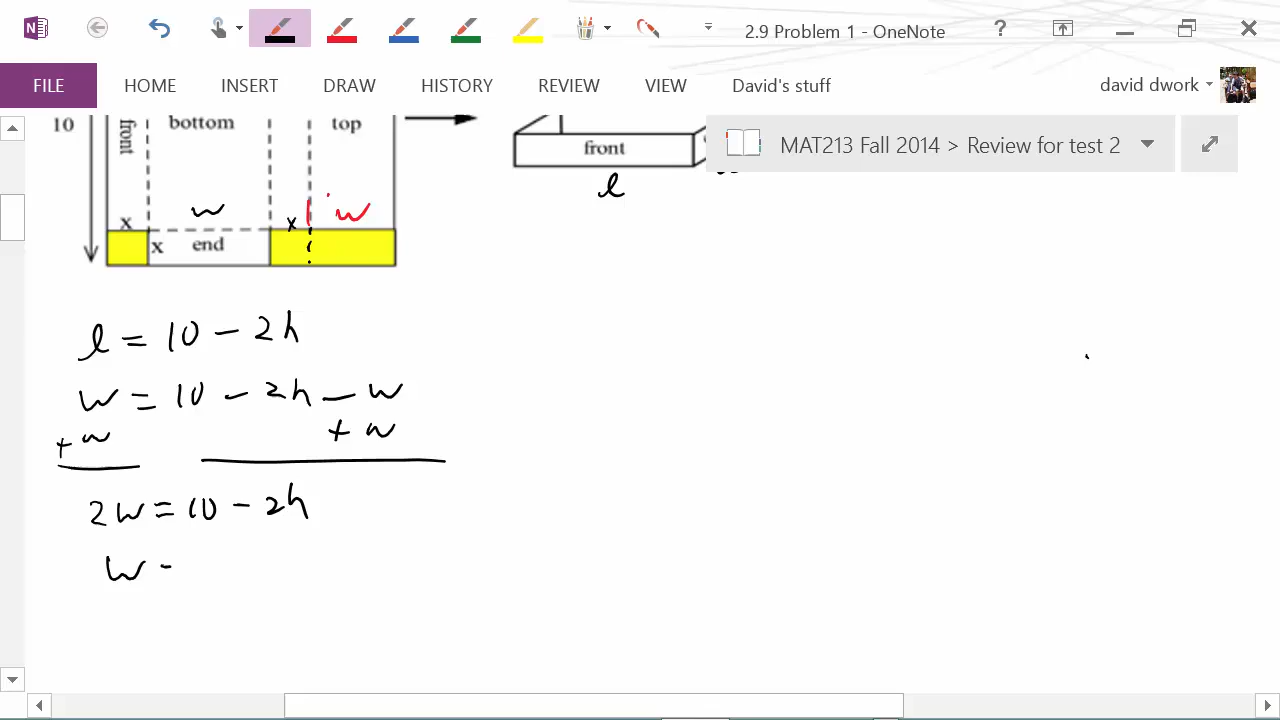 2.9 Problem 1 - OneNote
?
FILE HOME INSERT DRAW HISTORY REVIEW VIEW David's stuff david dwork
MAT213 Fall 2014 > Review for test 2
10 front bottom top
front
l
x w x w
x end
l = 10 - 2h
w = 10 - 2h - w
+ w + w
2w = 10 - 2h
w -